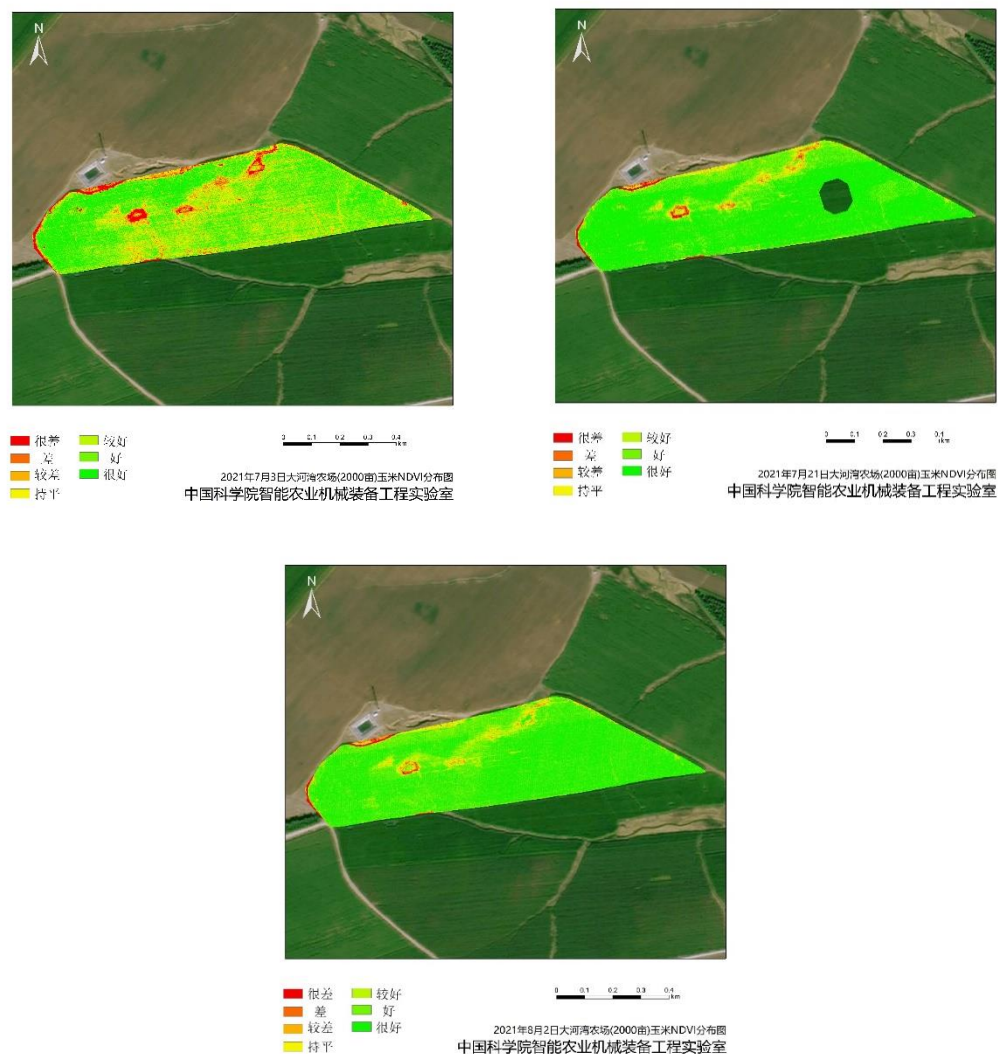 N
很差 较好
差 好
较差 很好
持平
0 0.1 0.2 0.3 0.4
km
2021年7月3日大河湾农场(2000亩)玉米NDVI分布图
中国科学院智能农业机械装备工程实验室
N
很差 较好
差 好
较差 很好
持平
0 0.1 0.2 0.3 0.4
km
2021年7月21日大河湾农场(2000亩)玉米NDVI分布图
中国科学院智能农业机械装备工程实验室
N
很差 较好
差 好
较差 很好
持平
0 0.1 0.2 0.3 0.4
km
2021年8月2日大河湾农场(2000亩)玉米NDVI分布图
中国科学院智能农业机械装备工程实验室